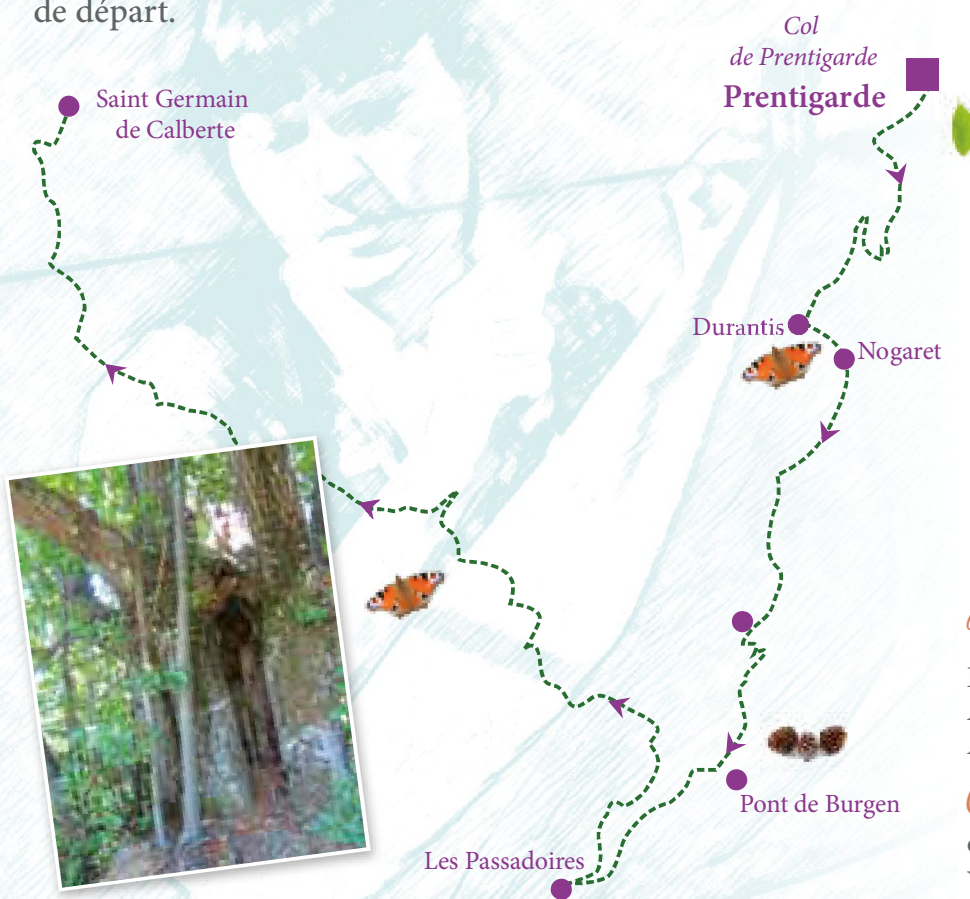 de départ.
Col
de Prentigarde
Prentigarde
Saint Germain
de Calberte
Durantis
Nogaret
Pont de Burgen
Les Passadoires